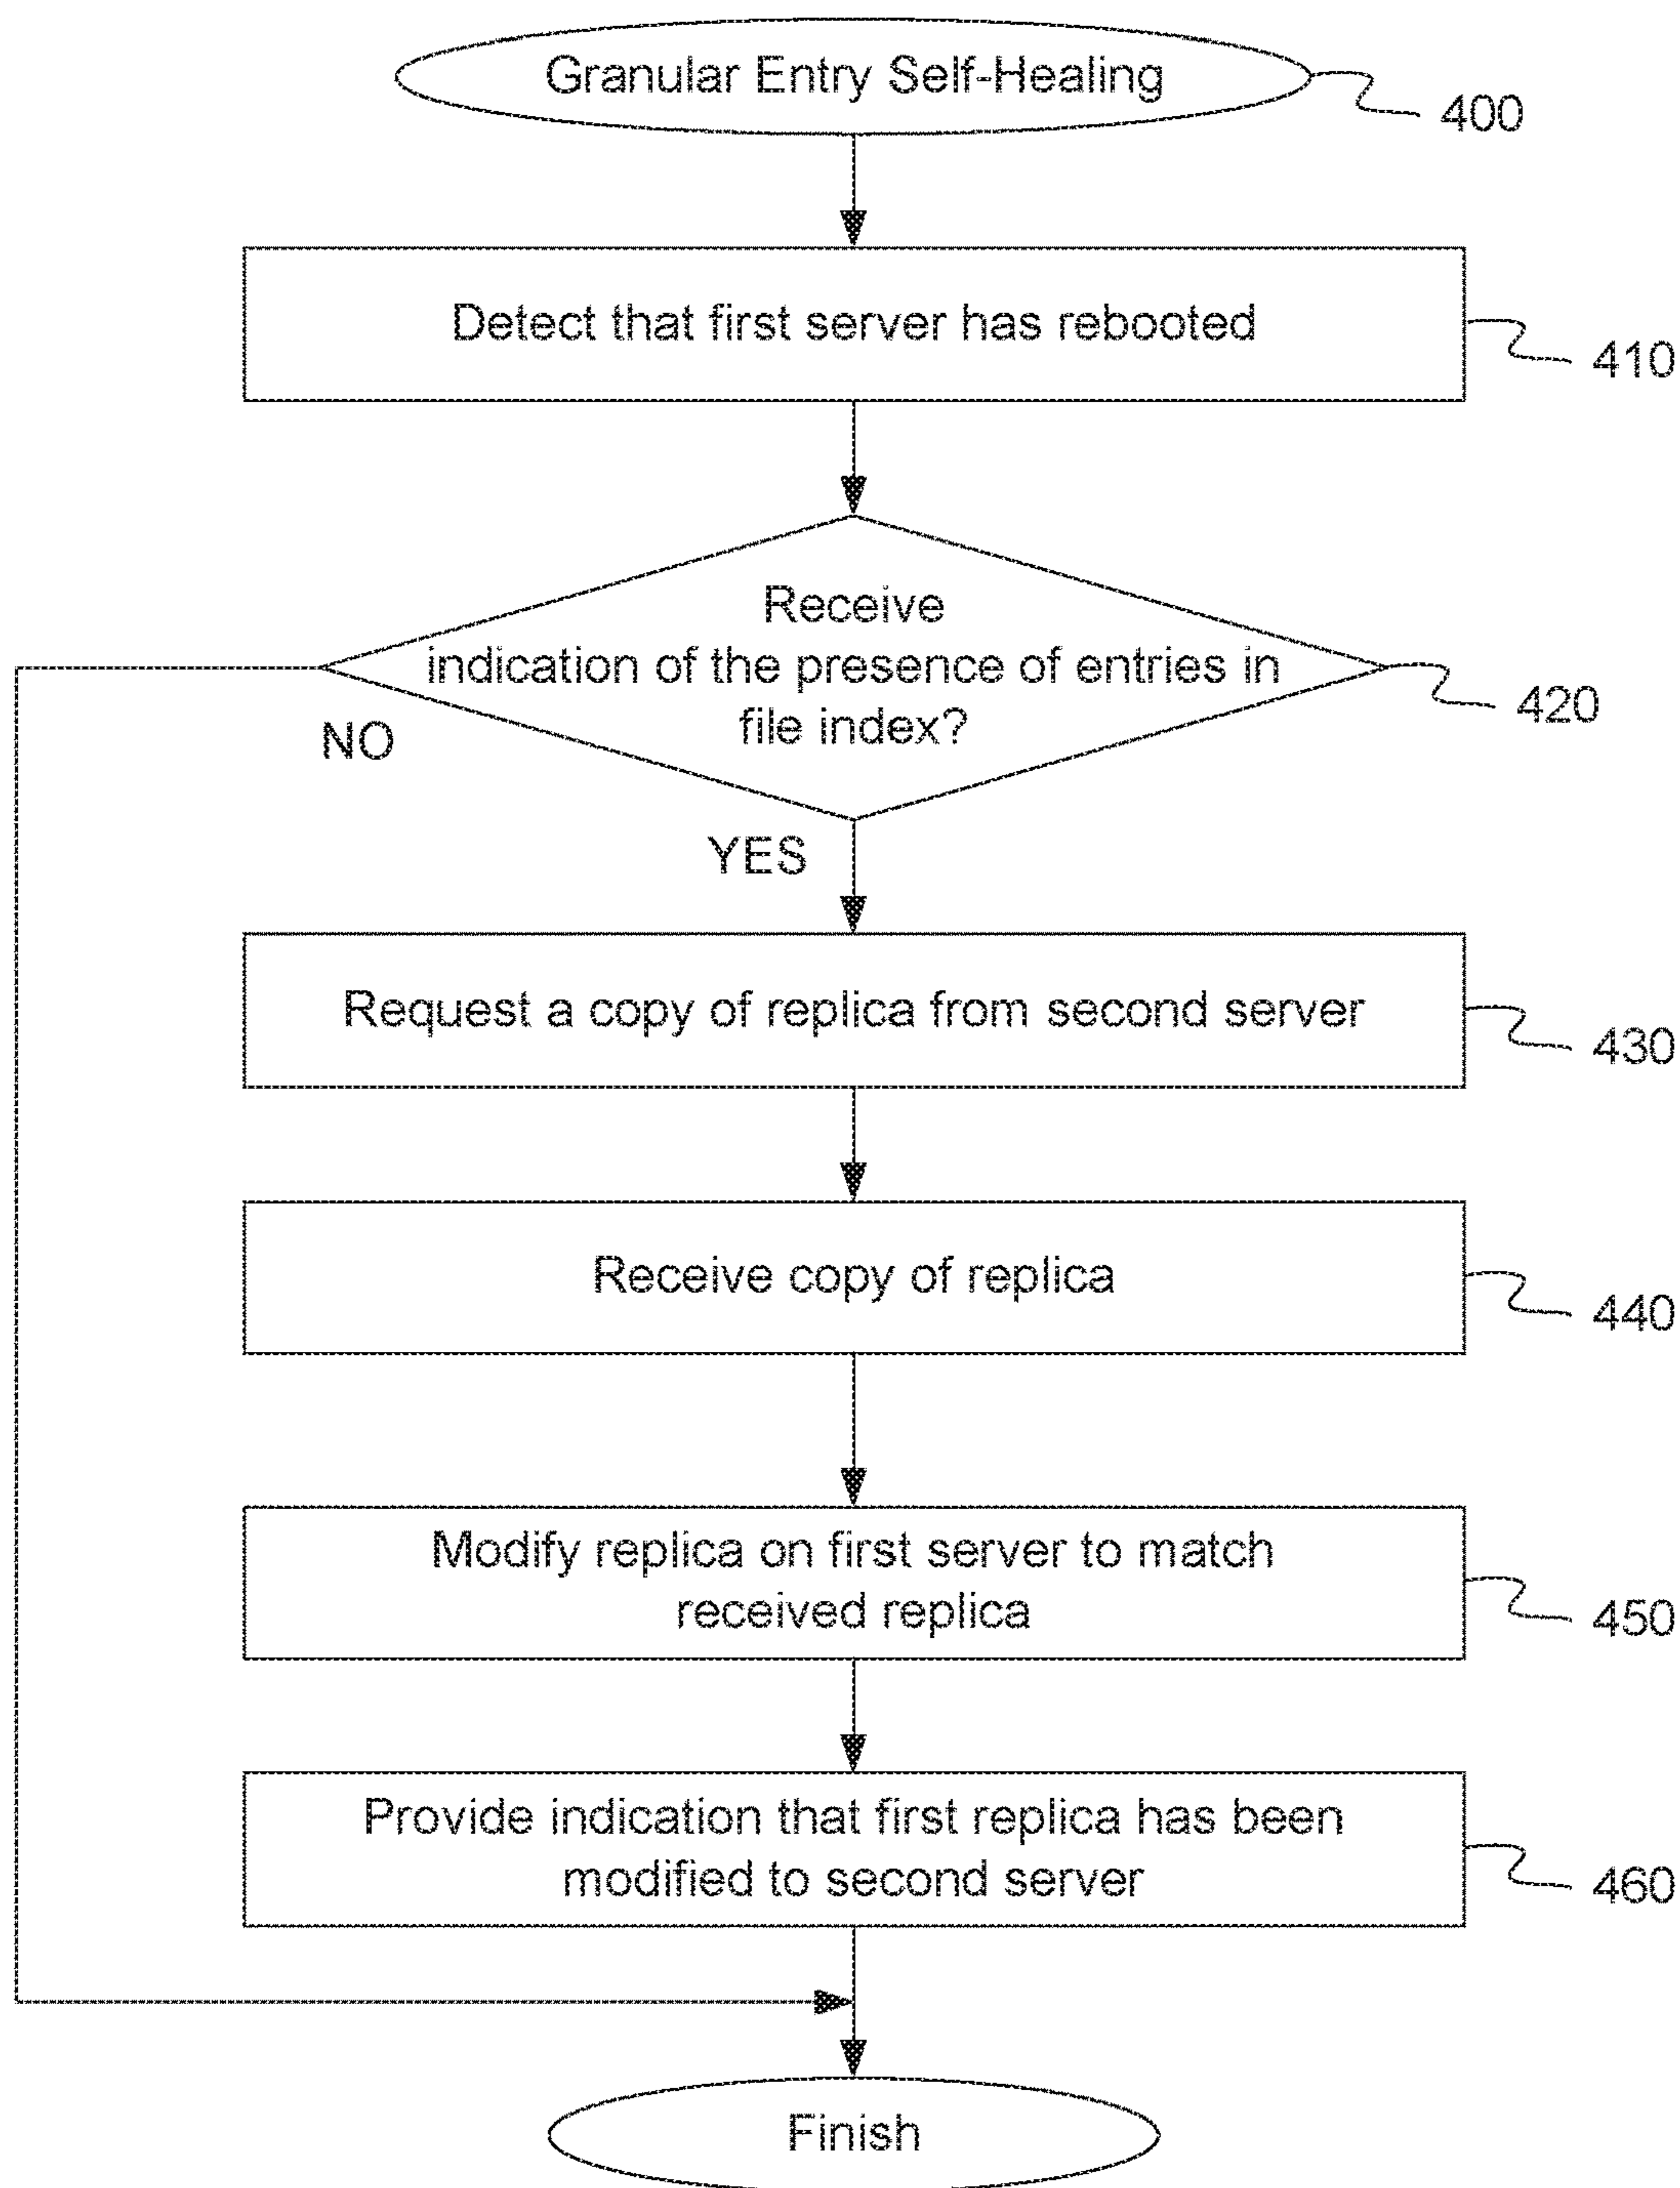 Granular Entry Self-Healing
400
Detect that first server has rebooted
410
Receive
indication of the presence of entries in
file index?
420
NO
YES
Request a copy of replica from second server
430
Receive copy of replica
440
Modify replica on first server to match
received replica
450
Provide indication that first replica has been
modified to second server
460
Finish